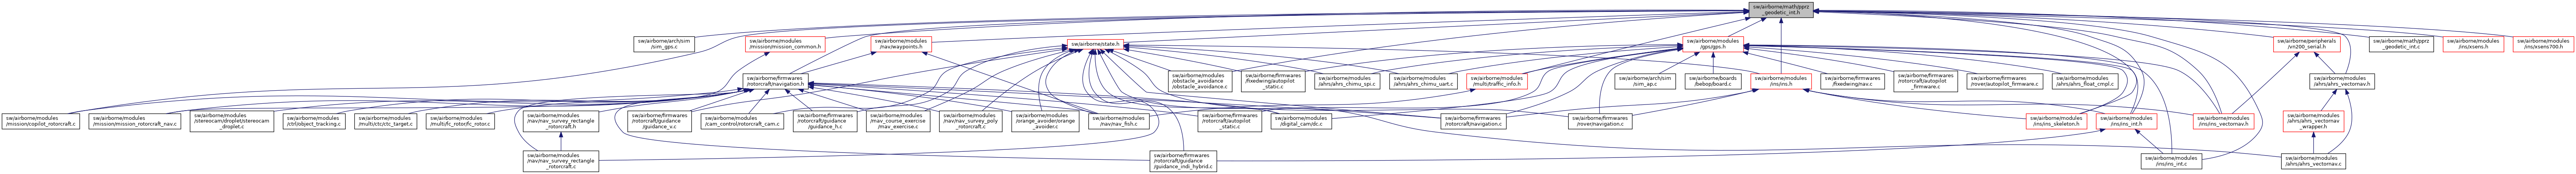 sw/airborne/math/pprz
_geodetic_int.h
sw/airborne/arch/sim
/sim_gps.c
sw/airborne/modules
/mission/mission_common.h
sw/airborne/modules
/nav/waypoints.h
sw/airborne/state.h
sw/airborne/modules
/gps/gps.h
sw/airborne/peripherals
/vn200_serial.h
sw/airborne/math/pprz
_geodetic_int.c
sw/airborne/modules
/ins/xsens.h
sw/airborne/modules
/ins/xsens700.h
sw/airborne/firmwares
/rotorcraft/navigation.h
sw/airborne/modules
/obstacle_avoidance
/obstacle_avoidance.c
sw/airborne/firmwares
/fixedwing/autopilot
_static.c
sw/airborne/modules
/ahrs/ahrs_chimu_spi.c
sw/airborne/modules
/ahrs/ahrs_chimu_uart.c
sw/airborne/modules
/multi/traffic_info.h
sw/airborne/arch/sim
/sim_ap.c
sw/airborne/boards
/bebop/board.c
sw/airborne/modules
/ins/ins.h
sw/airborne/firmwares
/fixedwing/nav.c
sw/airborne/firmwares
/rotorcraft/autopilot
_firmware.c
sw/airborne/firmwares
/rover/autopilot_firmware.c
sw/airborne/modules
/ahrs/ahrs_float_cmpl.c
sw/airborne/modules
/ahrs/ahrs_vectornav.h
sw/airborne/modules
/mission/copilot_rotorcraft.c
sw/airborne/modules
/mission/mission_rotorcraft_nav.c
sw/airborne/modules
/stereocam/droplet/stereocam
_droplet.c
sw/airborne/modules
/ctrl/object_tracking.c
sw/airborne/modules
/multi/ctc/ctc_target.c
sw/airborne/modules
/multi/fc_rotor/fc_rotor.c
sw/airborne/modules
/nav/nav_survey_rectangle
_rotorcraft.h
sw/airborne/firmwares
/rotorcraft/guidance
/guidance_v.c
sw/airborne/modules
/cam_control/rotorcraft_cam.c
sw/airborne/firmwares
/rotorcraft/guidance
/guidance_h.c
sw/airborne/modules
/nav_course_exercise
/nav_exercise.c
sw/airborne/modules
/nav/nav_survey_poly
_rotorcraft.c
sw/airborne/modules
/orange_avoider/orange
_avoider.c
sw/airborne/modules
/nav/nav_fish.c
sw/airborne/firmwares
/rotorcraft/autopilot
_static.c
sw/airborne/modules
/digital_cam/dc.c
sw/airborne/firmwares
/rotorcraft/navigation.c
sw/airborne/firmwares
/rover/navigation.c
sw/airborne/modules
/ins/ins_skeleton.h
sw/airborne/modules
/ins/ins_int.h
sw/airborne/modules
/ins/ins_vectornav.h
sw/airborne/modules
/ahrs/ahrs_vectornav
_wrapper.h
sw/airborne/modules
/nav/nav_survey_rectangle
_rotorcraft.c
sw/airborne/firmwares
/rotorcraft/guidance
/guidance_indi_hybrid.c
sw/airborne/modules
/ins/ins_int.c
sw/airborne/modules
/ahrs/ahrs_vectornav.c